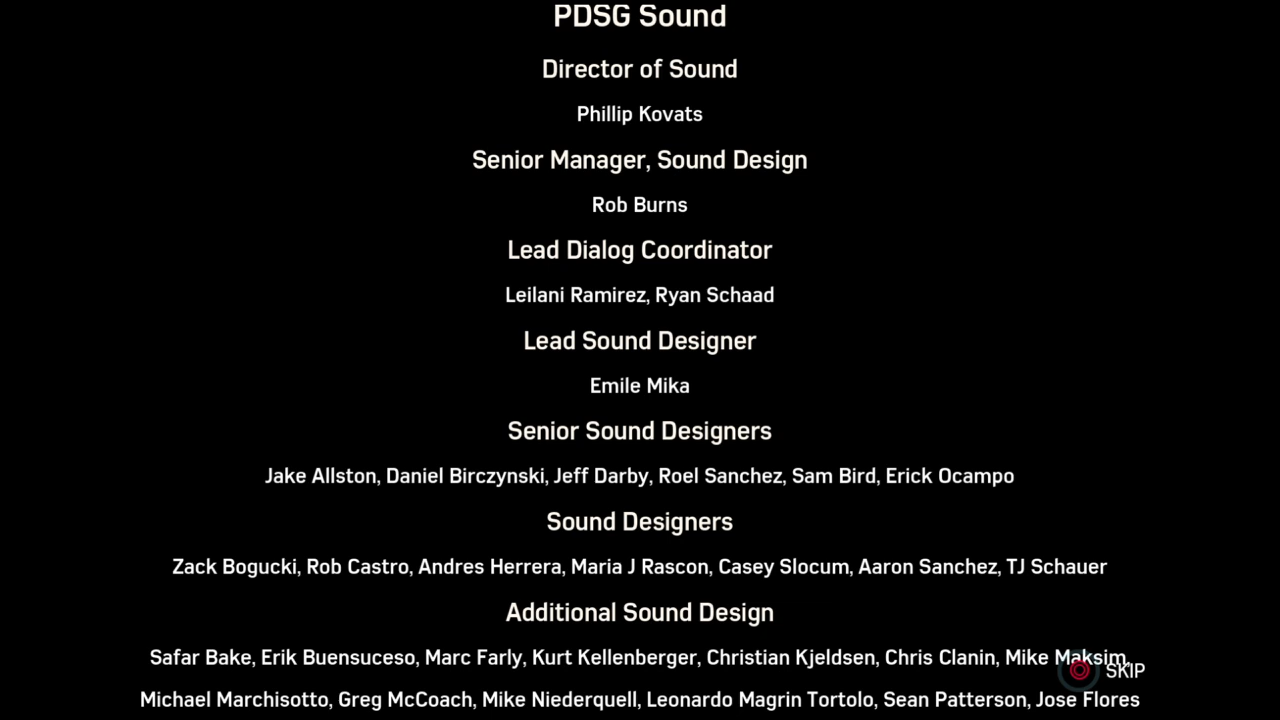 PDSG Sound
Director of Sound
Phillip Kovats
Senior Manager, Sound Design
Rob Burns
Lead Dialog Coordinator
Leilani Ramirez, Ryan Schaad
Lead Sound Designer
Emile Mika
Senior Sound Designers
Jake Allston, Daniel Birczynski, Jeff Darby, Roel Sanchez, Sam Bird, Erick Ocampo
Sound Designers
Zack Bogucki, Rob Castro, Andres Herrera, Maria J Rascon, Casey Slocum, Aaron Sanchez, TJ Schauer
Additional Sound Design
Safar Bake, Erik Buensuceso, Marc Farly, Kurt Kellenberger, Christian Kjeldsen, Chris Clanin, Mike Maksim,
SKIP
Michael Marchisotto, Greg McCoach, Mike Niederquell, Leonardo Magrin Tortolo, Sean Patterson, Jose Flores